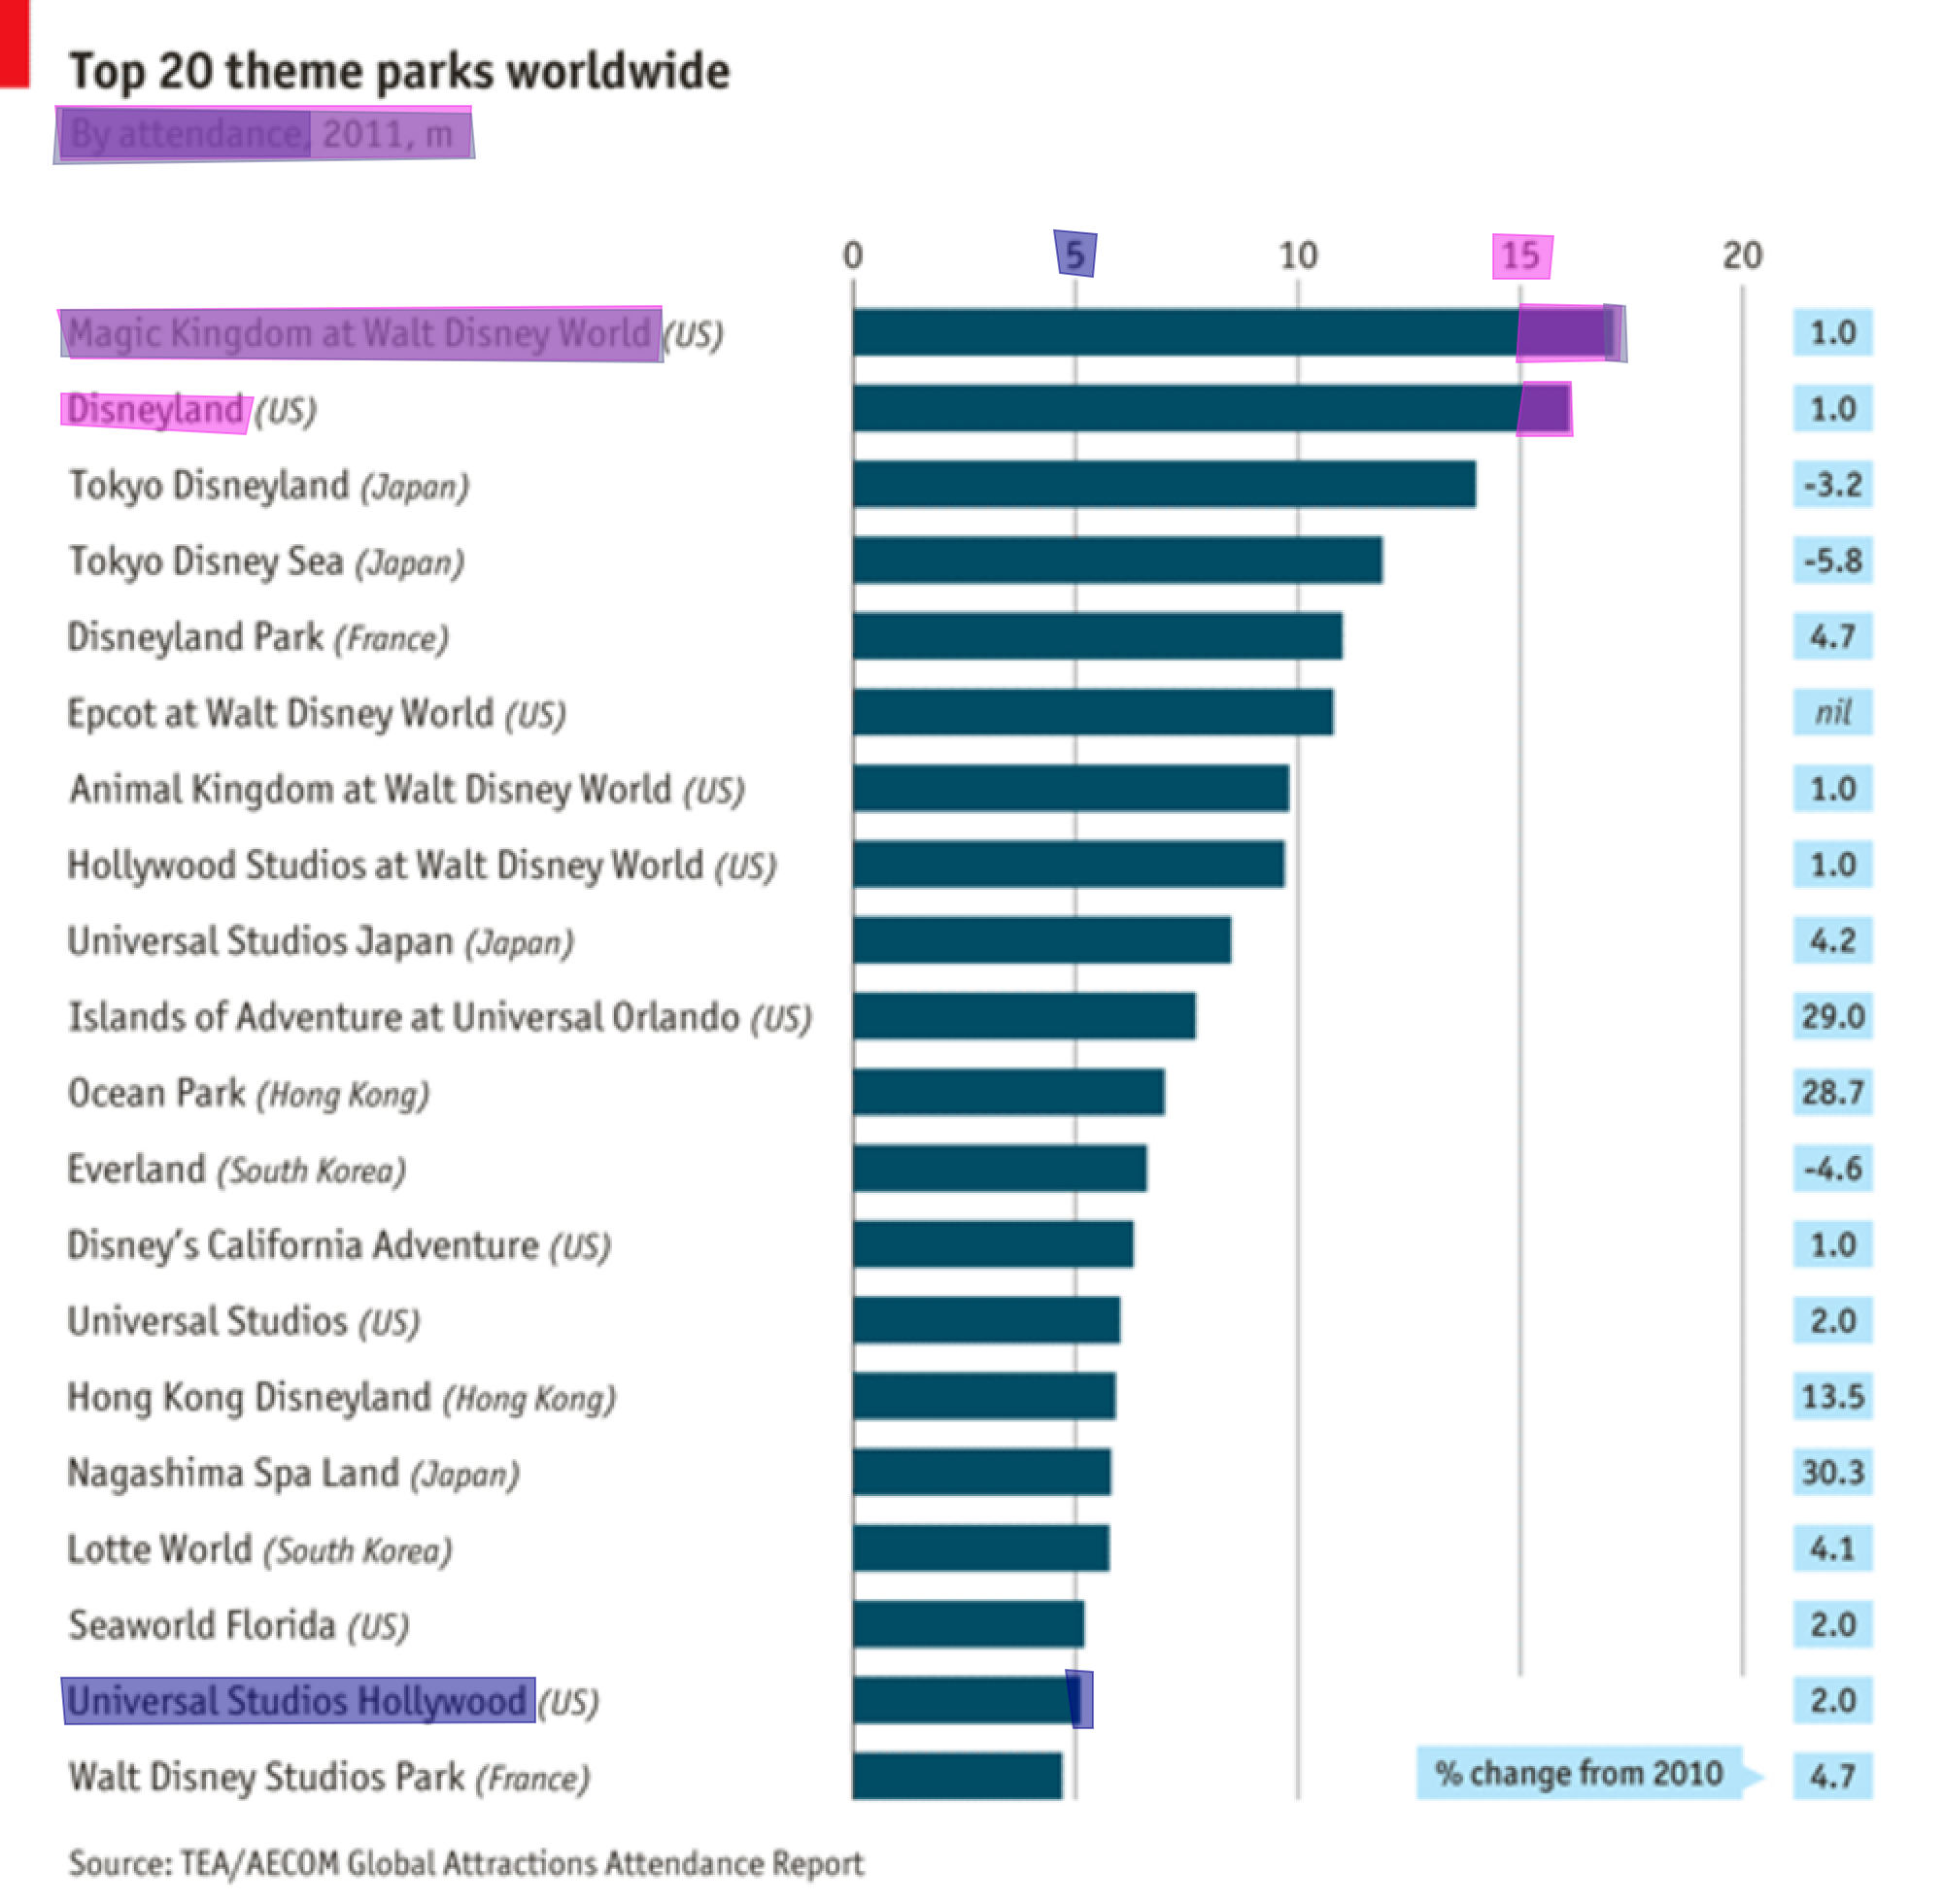 Top 20 theme parks worldwide
By attendance, 2011, m
0 5 10 15 20
Magic Kingdom at Walt Disney World (US) 1.0
Disneyland (US) 1.0
Tokyo Disneyland (Japan) -3.2
Tokyo Disney Sea (Japan) -5.8
Disneyland Park (France) 4.7
Epcot at Walt Disney World (US) nil
Animal Kingdom at Walt Disney World (US) 1.0
Hollywood Studios at Walt Disney World (US) 1.0
Universal Studios Japan (Japan) 4.2
Islands of Adventure at Universal Orlando (US) 29.0
Ocean Park (Hong Kong) 28.7
Everland (South Korea) -4.6
Disney’s California Adventure (US) 1.0
Universal Studios (US) 2.0
Hong Kong Disneyland (Hong Kong) 13.5
Nagashima Spa Land (Japan) 30.3
Lotte World (South Korea) 4.1
Seaworld Florida (US) 2.0
Universal Studios Hollywood (US) 2.0
Walt Disney Studios Park (France) % change from 2010 4.7
Source: TEA/AECOM Global Attractions Attendance Report